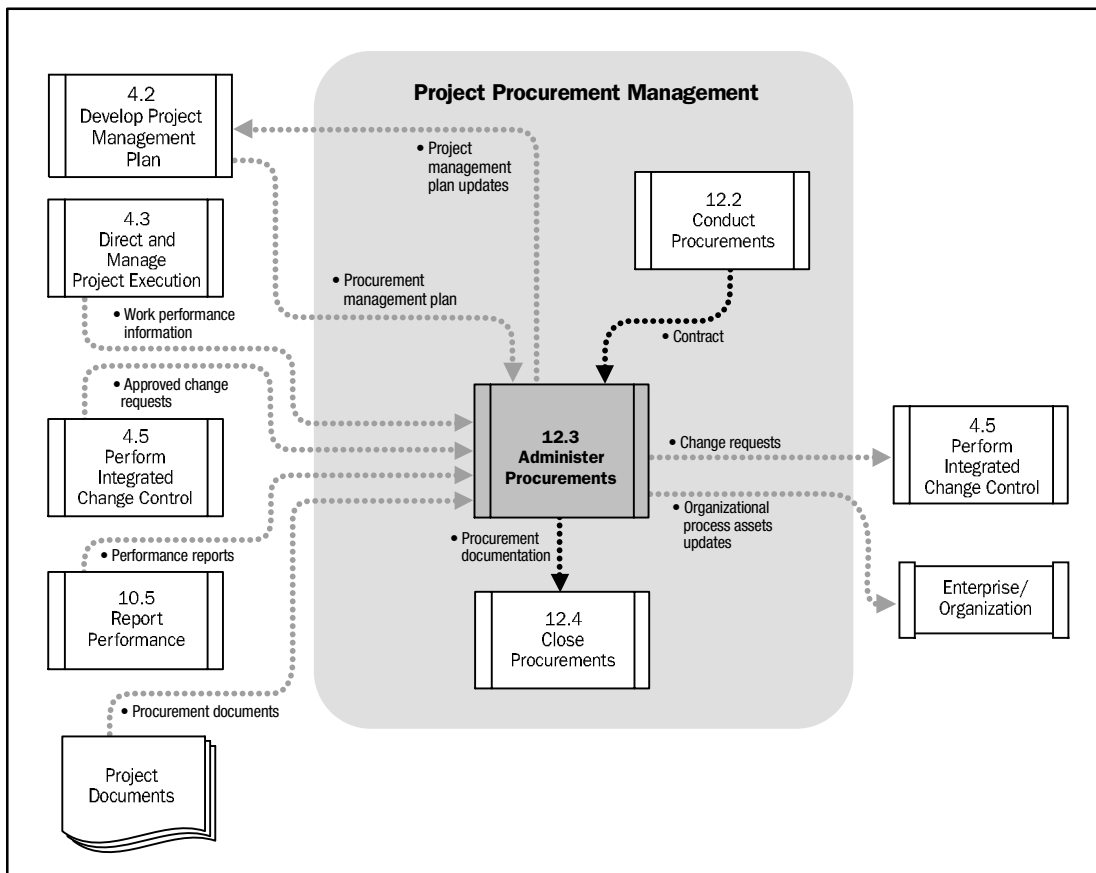 Project Procurement Management
4.2
Develop Project
Management
Plan
• Project
management
plan updates
12.2
Conduct
Procurements
4.3
Direct and
Manage
Project Execution
• Procurement
management plan
• Work performance
information
• Contract
• Approved change
requests
4.5
Perform
Integrated
Change Control
12.3
Administer
Procurements
• Change requests
4.5
Perform
Integrated
Change Control
• Organizational
process assets
updates
• Procurement
documentation
• Performance reports
10.5
Report
Performance
12.4
Close
Procurements
Enterprise/
Organization
• Procurement documents
Project
Documents